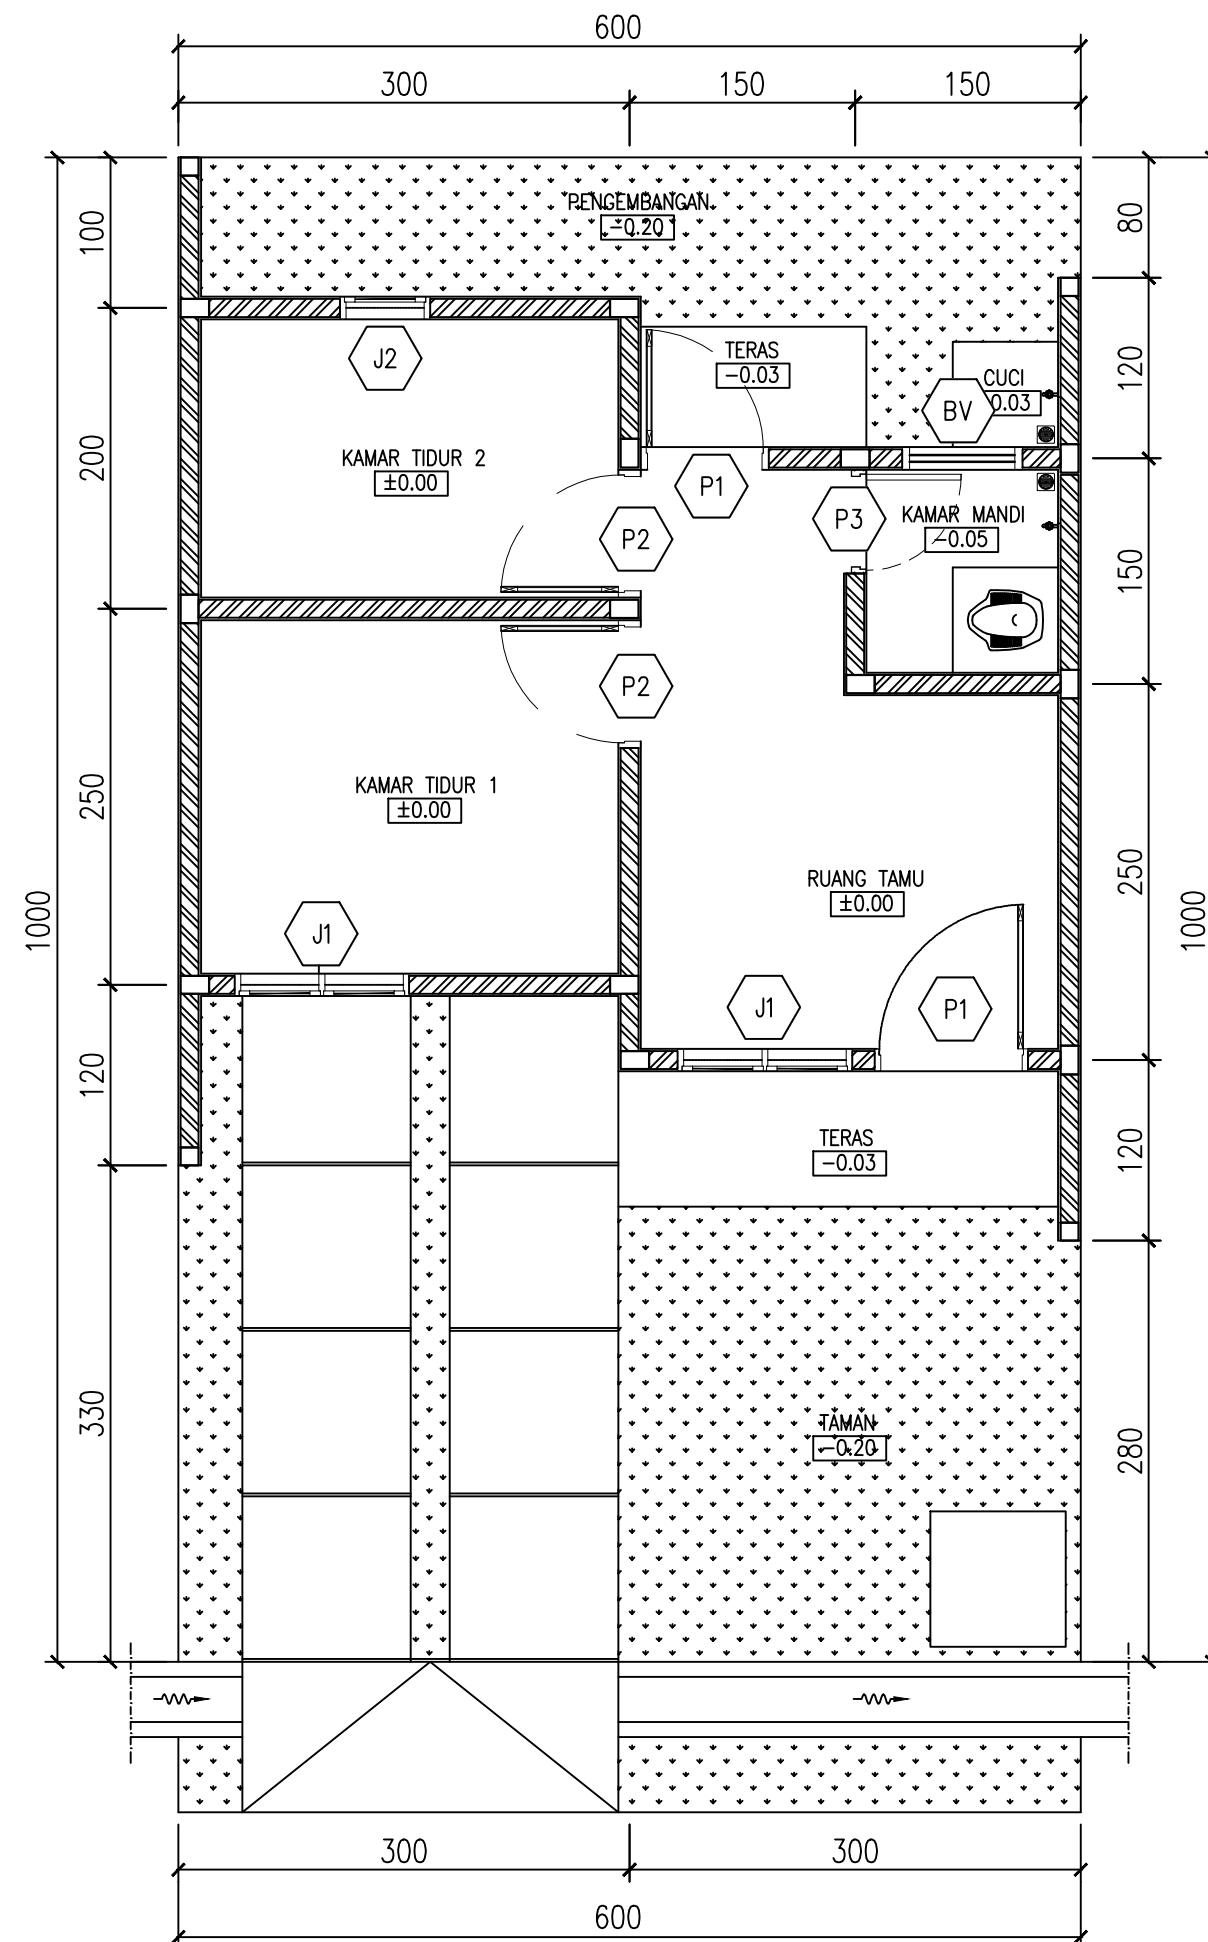 600
300
150
150
100
80
PENGEMBANGAN
-0.20
J2
TERAS
-0.03
CUCI
0.03
BV
120
200
KAMAR TIDUR 2
±0.00
P1
P3
KAMAR MANDI
-0.05
P2
150
P2
250
KAMAR TIDUR 1
±0.00
RUANG TAMU
±0.00
250
1000
1000
J1
J1
P1
120
TERAS
-0.03
120
330
TAMAN
-0.20
280
300
300
600